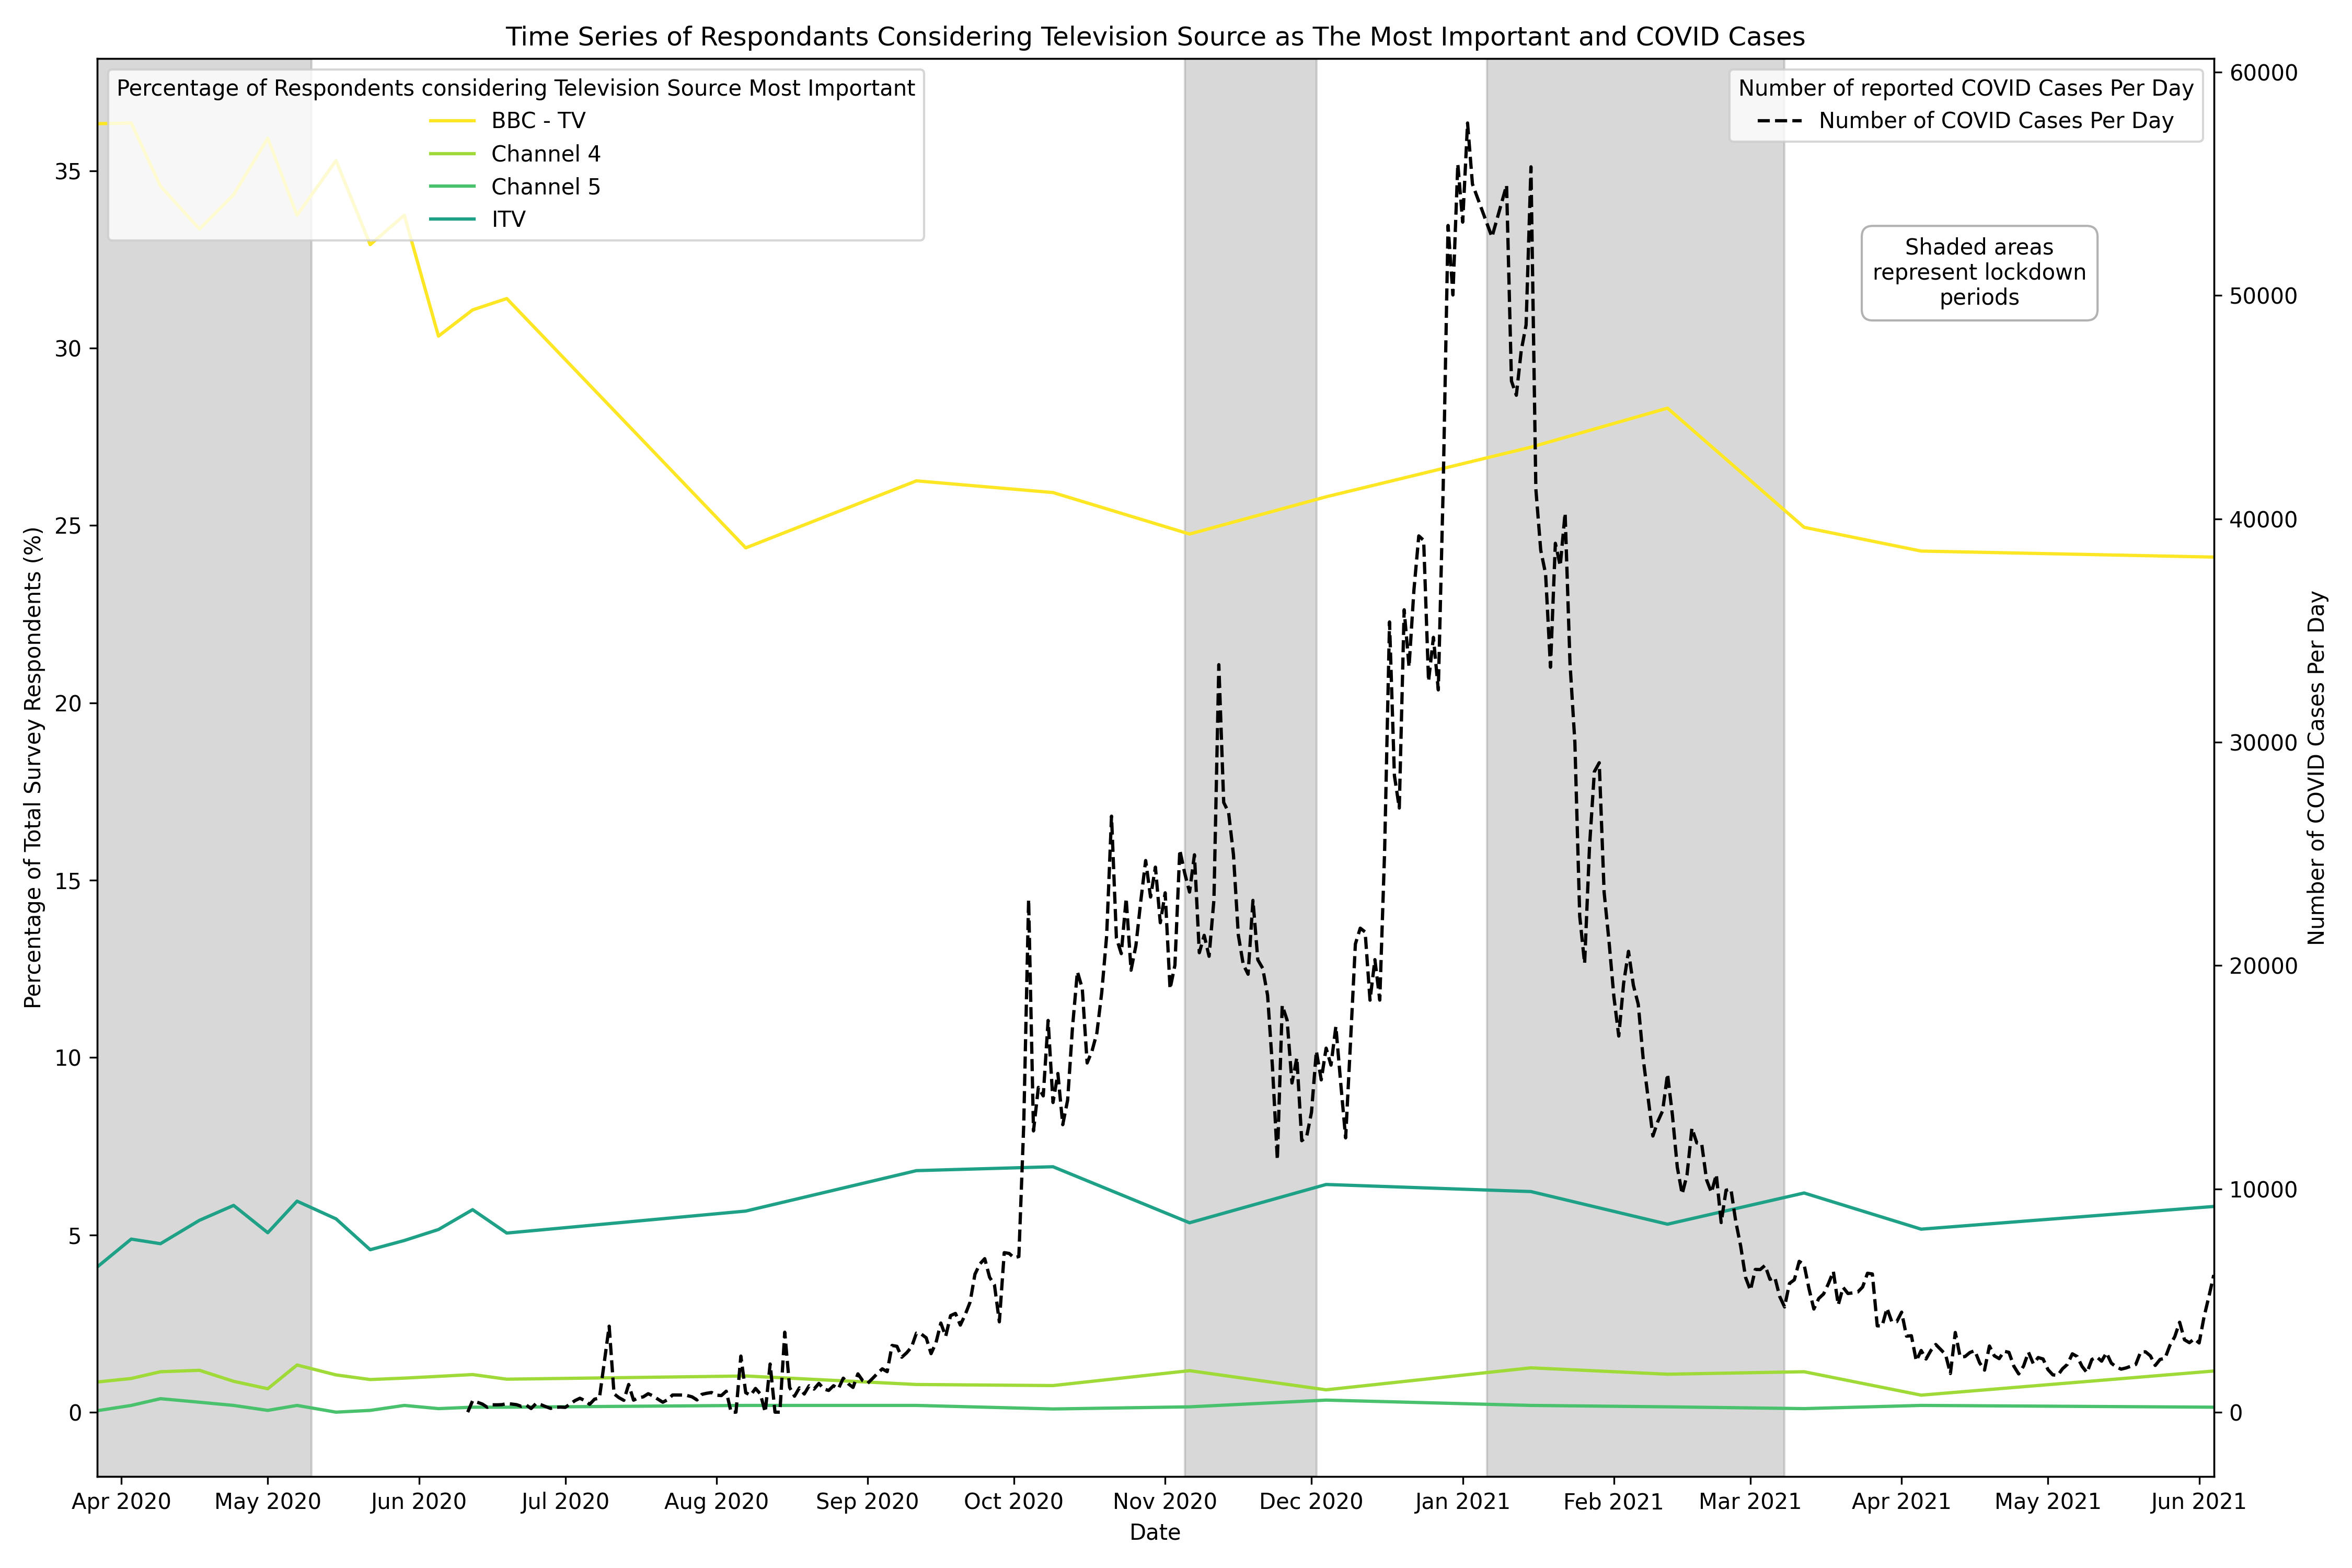 Time Series of Respondants Considering Television Source as The Most Important and COVID Cases
Percentage of Respondents considering Television Source Most Important
BBC - TV
Channel 4
Channel 5
ITV
Number of reported COVID Cases Per Day
Number of COVID Cases Per Day
Shaded areas
represent lockdown
periods
Percentage of Total Survey Respondents (%)
35
30
25
20
15
10
5
0
60000
50000
40000
30000
20000
10000
0
Number of COVID Cases Per Day
Apr 2020
May 2020
Jun 2020
Jul 2020
Aug 2020
Sep 2020
Oct 2020
Nov 2020
Dec 2020
Jan 2021
Feb 2021
Mar 2021
Apr 2021
May 2021
Jun 2021
Date